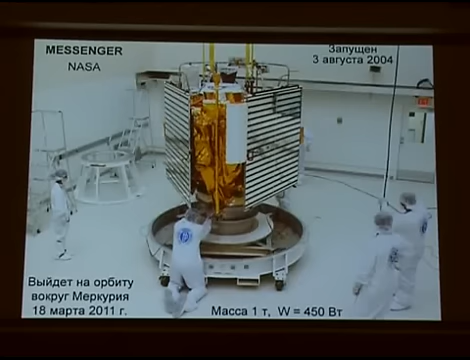 MESSENGER
NASA
Запущен
3 августа 2004
Выйдет на орбиту
вокруг Меркурия
18 марта 2011 г.
Масса 1 т, W = 450 Вт